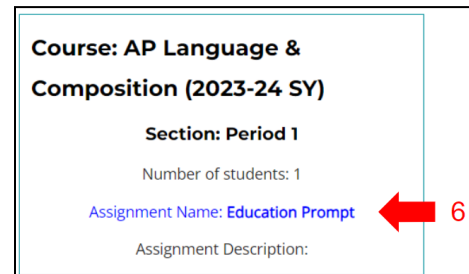 Course: AP Language &
Composition (2023-24 SY)
Section: Period 1
Number of students: 1
Assignment Name: Education Prompt 6
Assignment Description: